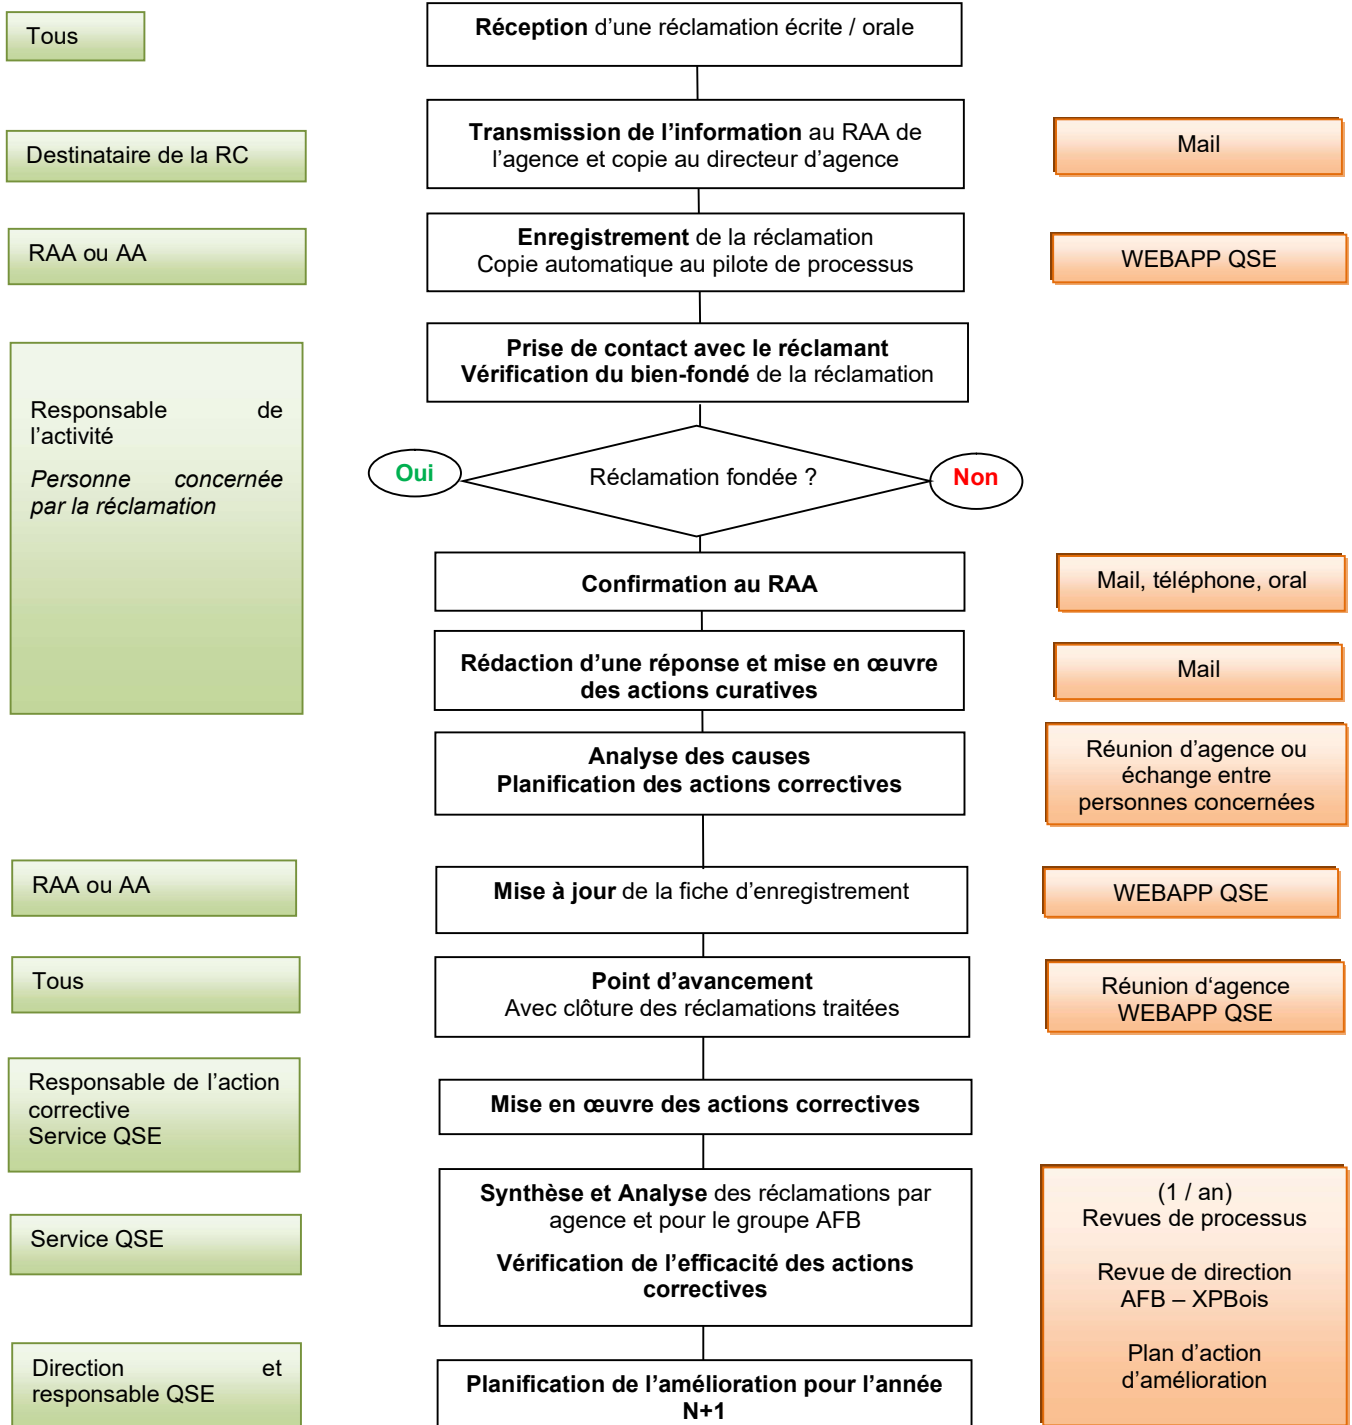 Tous
Réception d’une réclamation écrite / orale
Destinataire de la RC
Transmission de l’information au RAA de
l’agence et copie au directeur d’agence
Mail
RAA ou AA
Enregistrement de la réclamation
Copie automatique au pilote de processus
WEBAPP QSE
Prise de contact avec le réclamant
Vérification du bien-fondé de la réclamation
Responsable de
l’activité
Personne concernée
par la réclamation
Oui
Réclamation fondée ?
Non
Confirmation au RAA
Mail, téléphone, oral
Rédaction d’une réponse et mise en œuvre
des actions curatives
Mail
Analyse des causes
Planification des actions correctives
Réunion d’agence ou
échange entre
personnes concernées
RAA ou AA
Mise à jour de la fiche d’enregistrement
WEBAPP QSE
Tous
Point d’avancement
Avec clôture des réclamations traitées
Réunion d’agence
WEBAPP QSE
Responsable de l’action
corrective
Service QSE
Mise en œuvre des actions correctives
Service QSE
Synthèse et Analyse des réclamations par
agence et pour le groupe AFB
Vérification de l’efficacité des actions
correctives
(1 / an)
Revues de processus
Revue de direction
AFB – XPBois
Plan d’action
d’amélioration
Direction et
responsable QSE
Planification de l’amélioration pour l’année
N+1